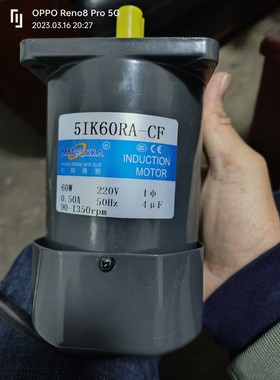 OPPO Reno8 Pro 5G
2023.03.16 20:27
5IK60RA-CF
INDUCTION
MOTOR
60W 220V 1φ
0.50A 50Hz 4μF
90-1350rpm